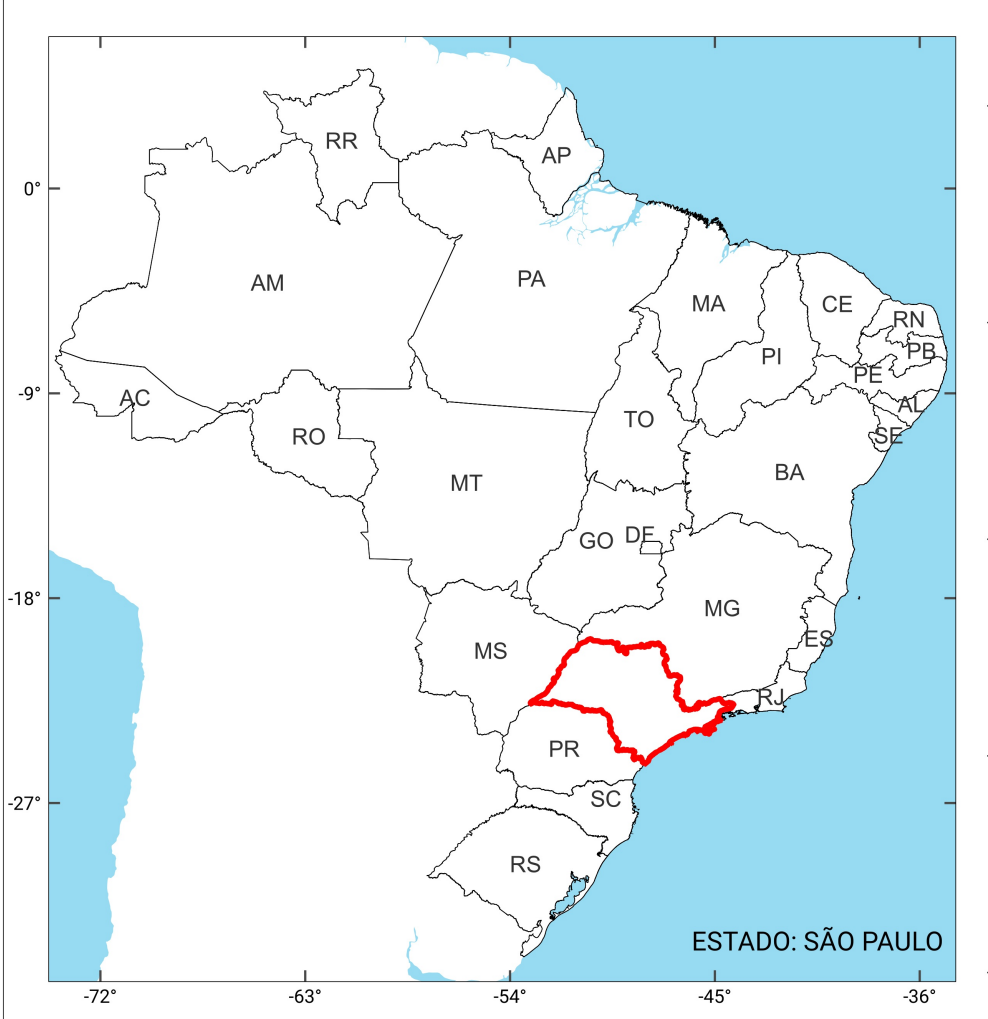 RR
AP
0°
AM
PA
MA
CE
RN
PB
PI
PE
-9°
AC
AL
TO
RO
SE
BA
MT
GO
DF
-18°
MG
ES
MS
RJ
PR
-27°
SC
RS
ESTADO: SÃO PAULO
-72°
-63°
-54°
-45°
-36°